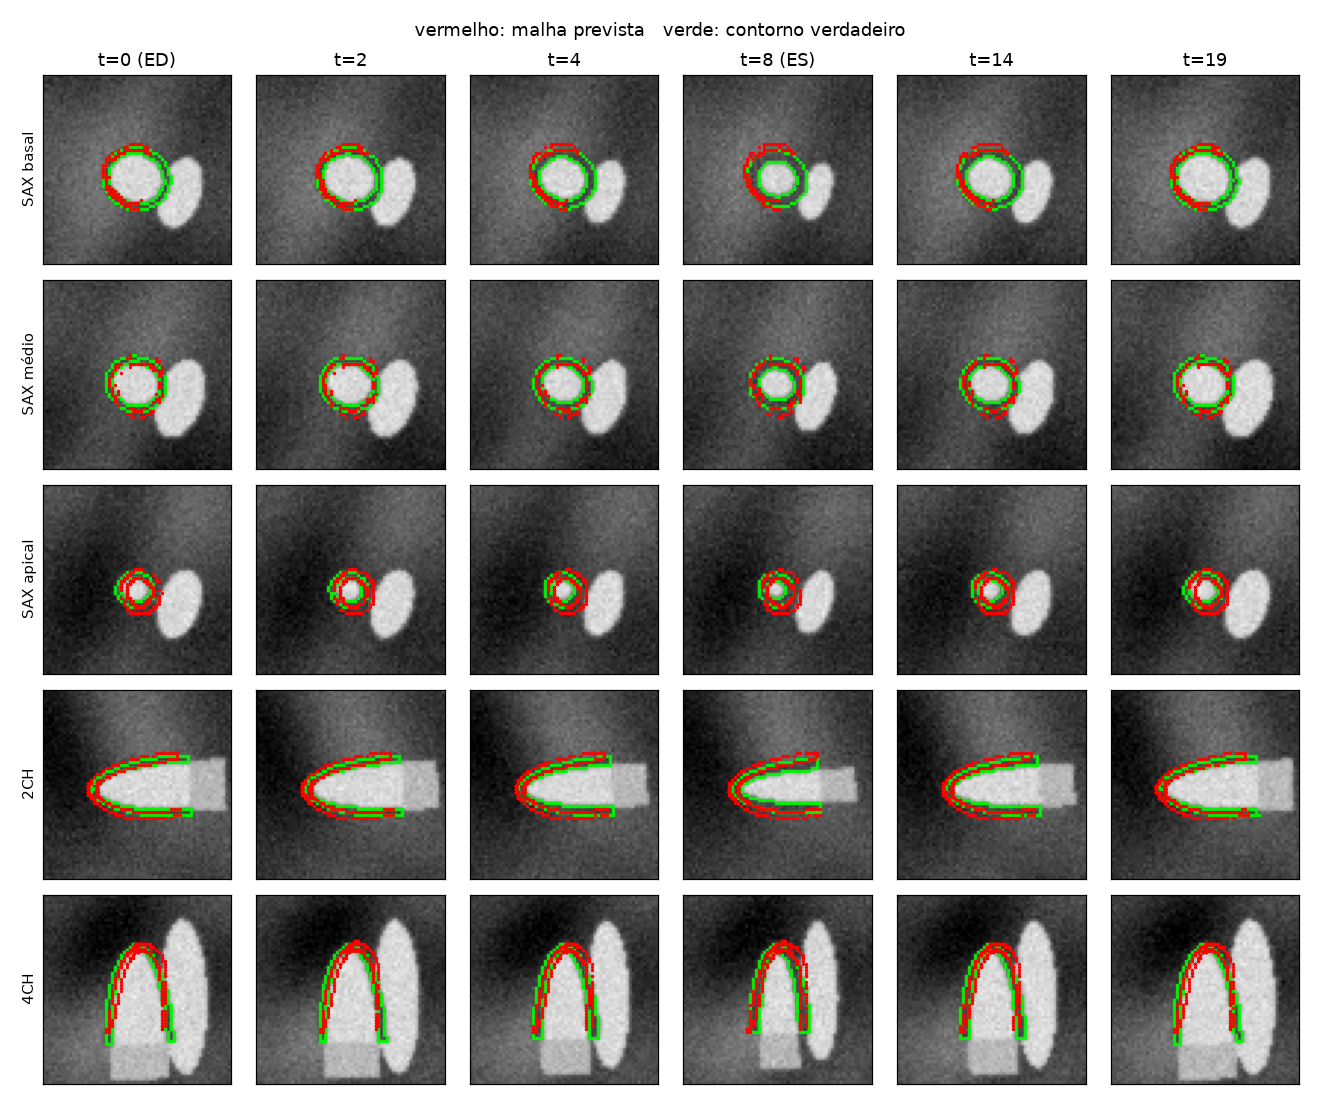 vermelho: malha prevista   verde: contorno verdadeiro
t=0 (ED)
t=2
t=4
t=8 (ES)
t=14
t=19
SAX basal
SAX médio
SAX apical
2CH
4CH